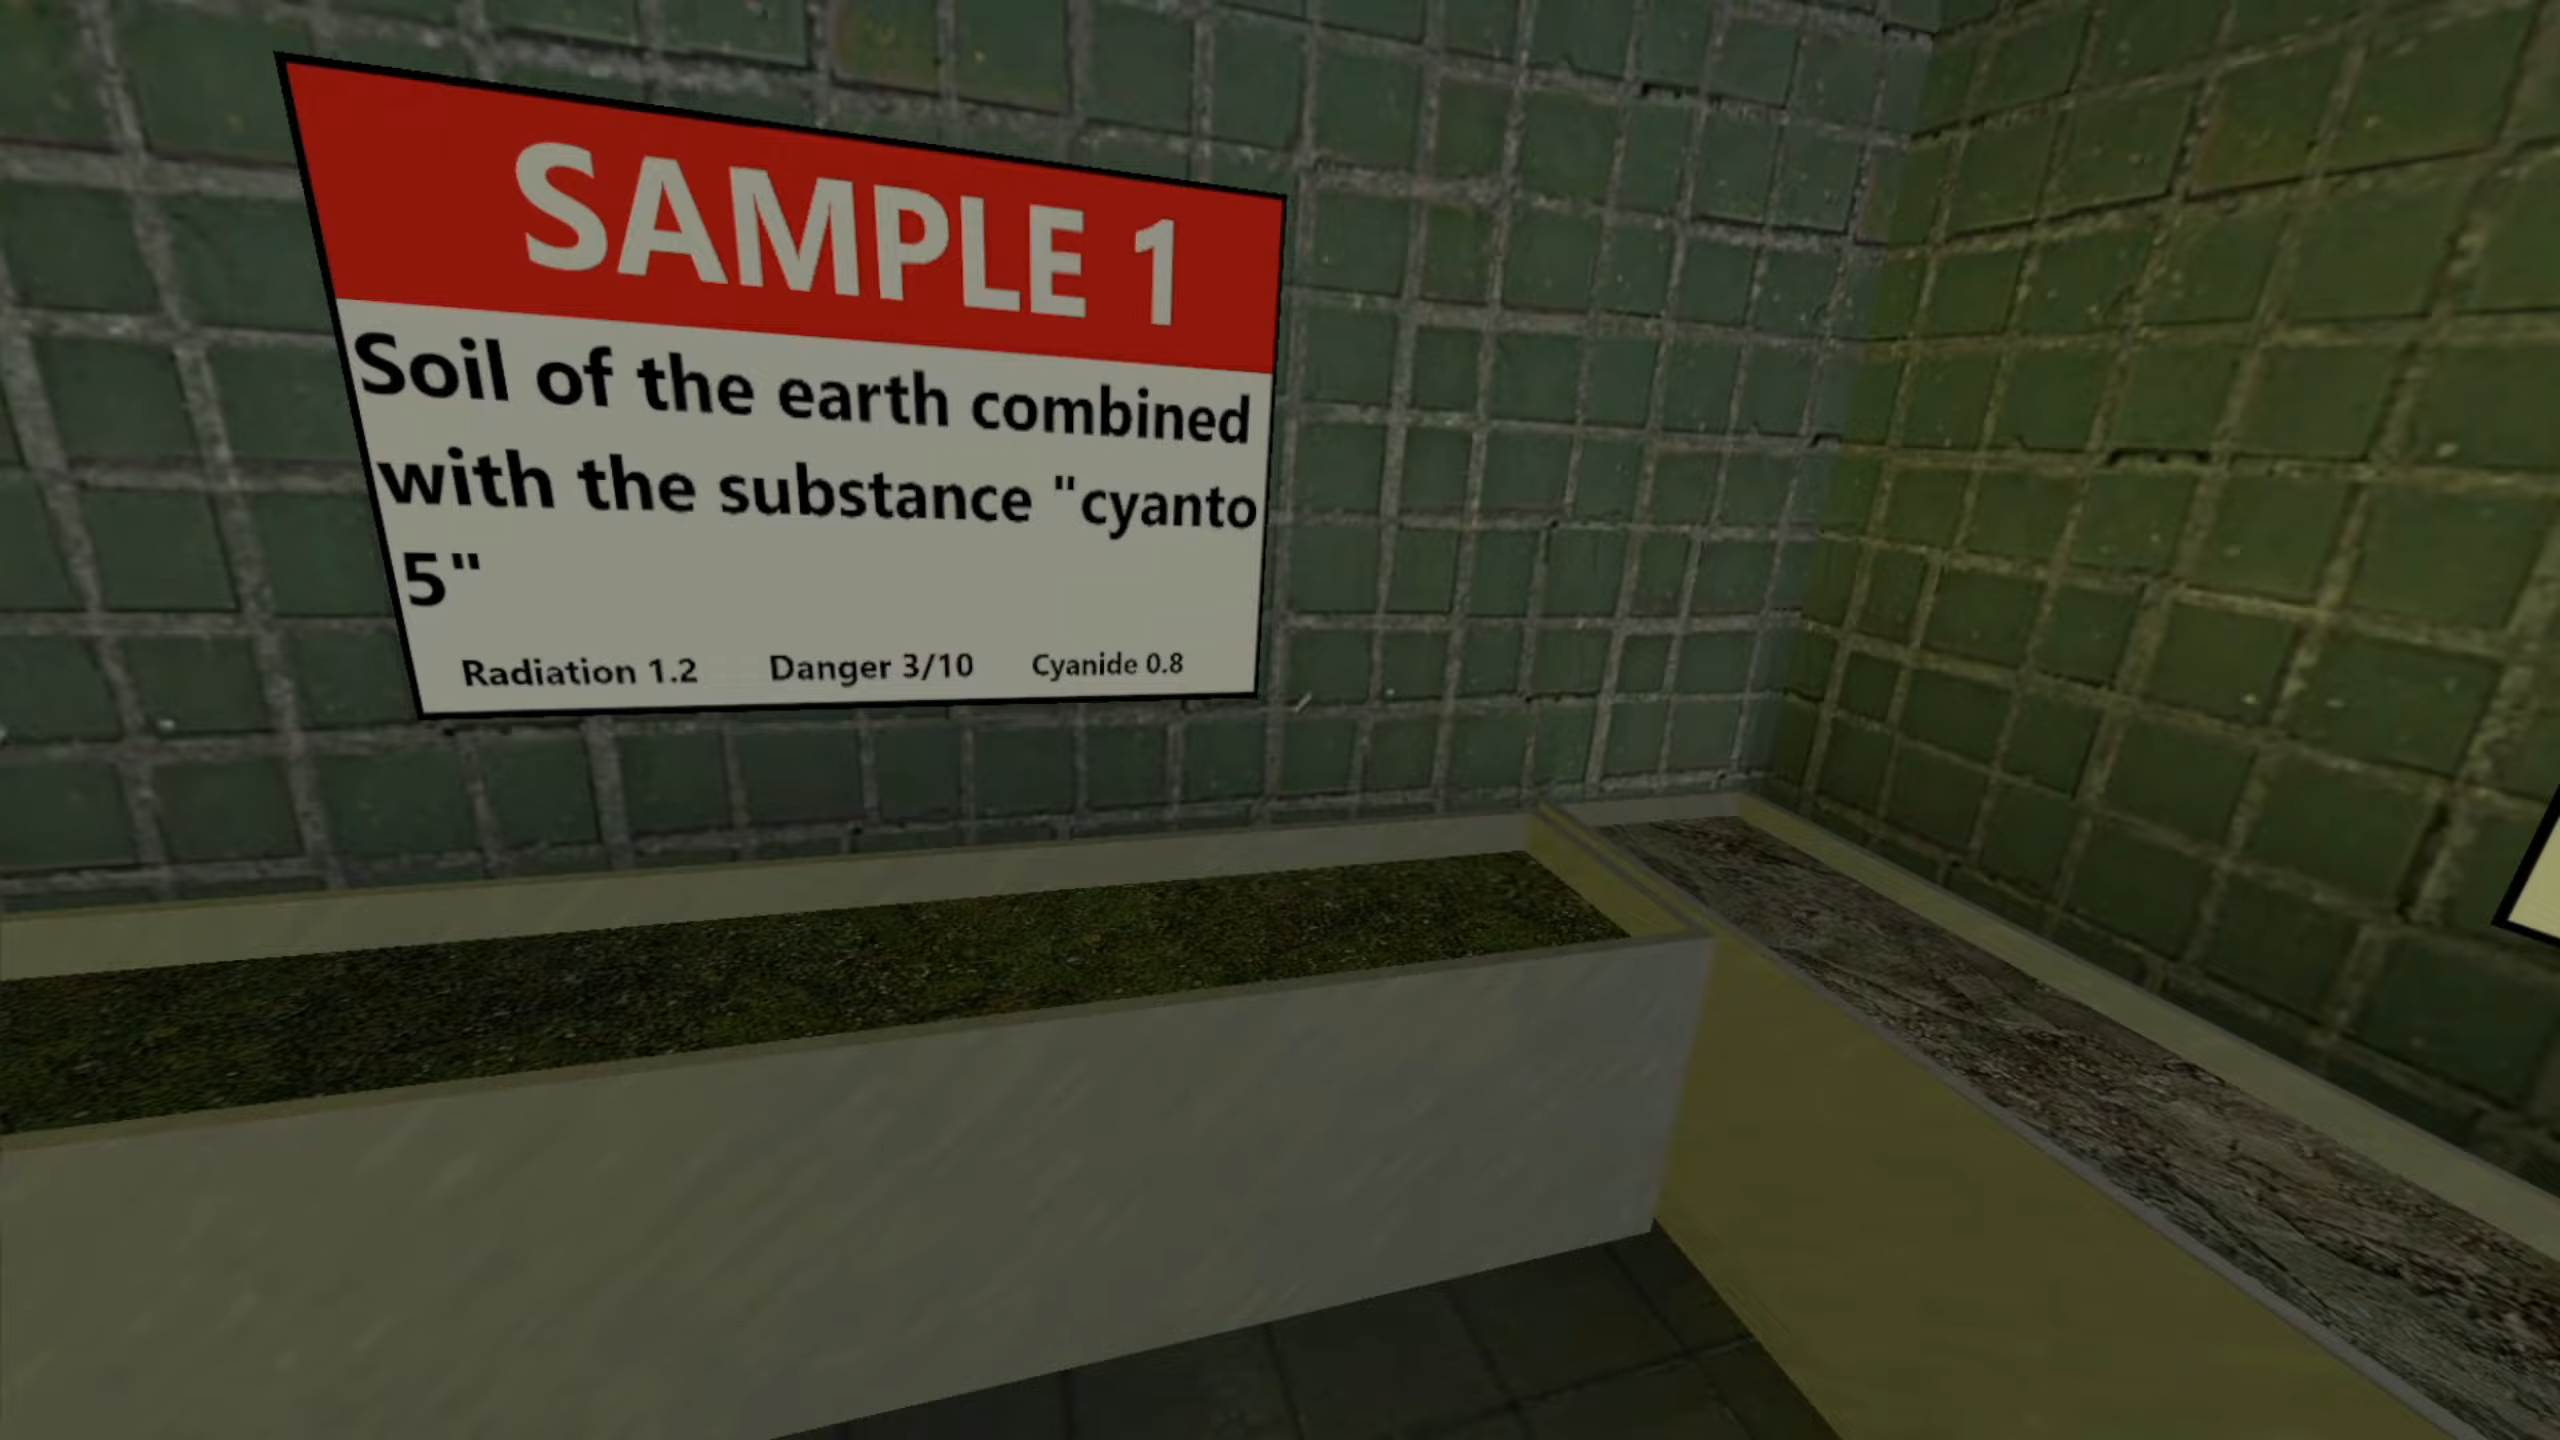 SAMPLE 1
Soil of the earth combined
with the substance "cyanto
5"
Radiation 1.2 Danger 3/10 Cyanide 0.8